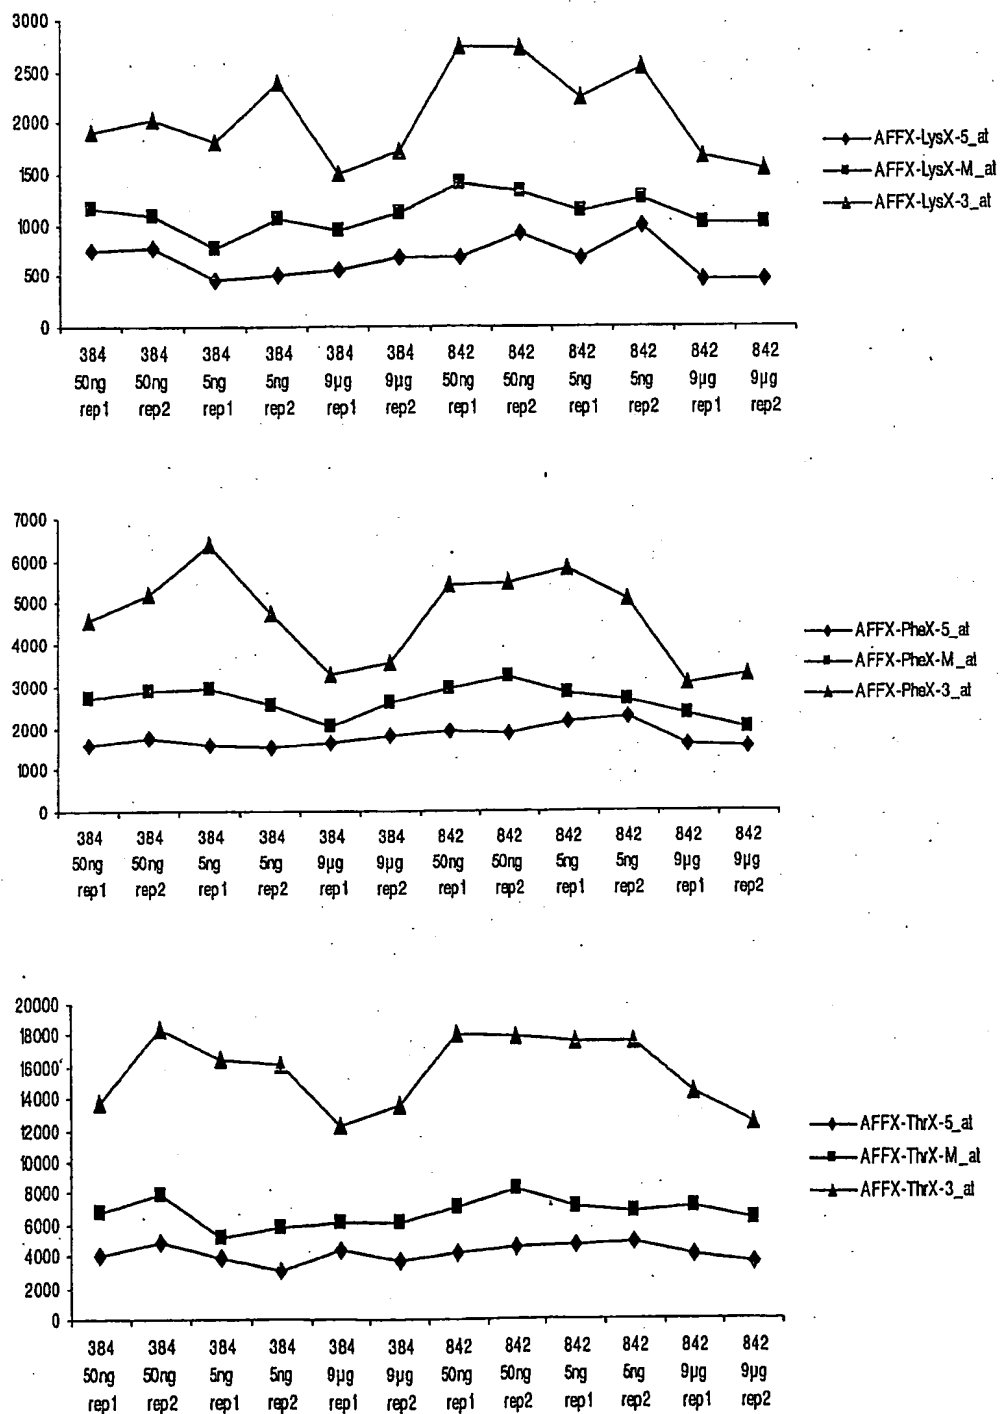 3000
2500
2000
1500
1000
500
0
AFFX-LysX-5_at
AFFX-LysX-M_at
AFFX-LysX-3_at
384 384 384 384 384 384 842 842 842 842 842 842
50ng 50ng 5ng 5ng 9µg 9µg 50ng 50ng 5ng 5ng 9µg 9µg
rep1 rep2 rep1 rep2 rep1 rep2 rep1 rep2 rep1 rep2 rep1 rep2
7000
6000
5000
4000
3000
2000
1000
0
AFFX-PheX-5_at
AFFX-PheX-M_at
AFFX-PheX-3_at
384 384 384 384 384 384 842 842 842 842 842 842
50ng 50ng 5ng 5ng 9µg 9µg 50ng 50ng 5ng 5ng 9µg 9µg
rep1 rep2 rep1 rep2 rep1 rep2 rep1 rep2 rep1 rep2 rep1 rep2
20000
18000
16000
14000
12000
10000
8000
6000
4000
2000
0
AFFX-ThrX-5_at
AFFX-ThrX-M_at
AFFX-ThrX-3_at
384 384 384 384 384 384 842 842 842 842 842 842
50ng 50ng 5ng 5ng 9µg 9µg 50ng 50ng 5ng 5ng 9µg 9µg
rep1 rep2 rep1 rep2 rep1 rep2 rep1 rep2 rep1 rep2 rep1 rep2